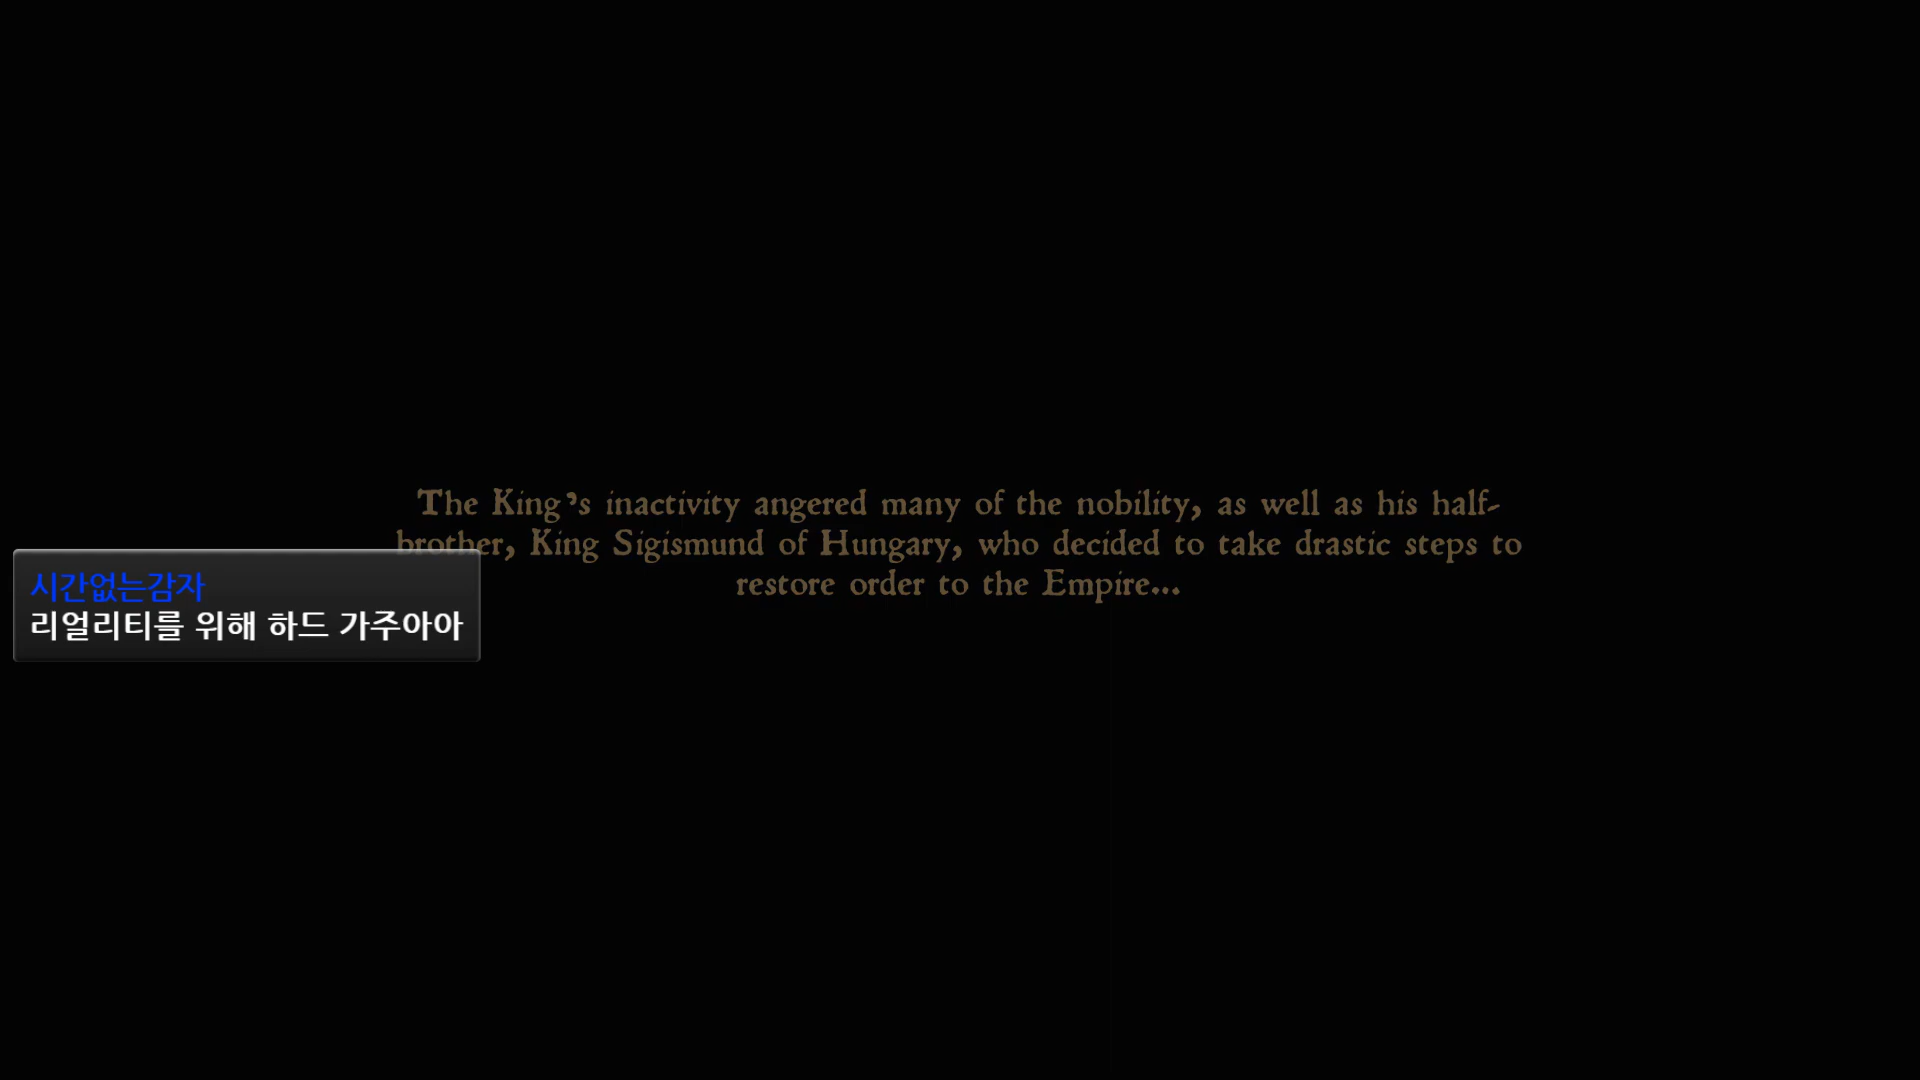 The King's inactivity angered many of the nobility, as well as his half-
brother, King Sigismund of Hungary, who decided to take drastic steps to
restore order to the Empire...
시간없는감자
리얼리티를 위해 하드 가주아아